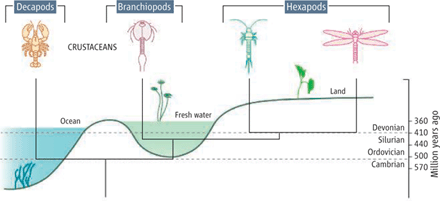 Decapods
Branchiopods
Hexapods
CRUSTACEANS
Land
Ocean
Fresh water
Devonian
Silurian
Ordovician
Cambrian
360
410
440
500
570
Million years ago